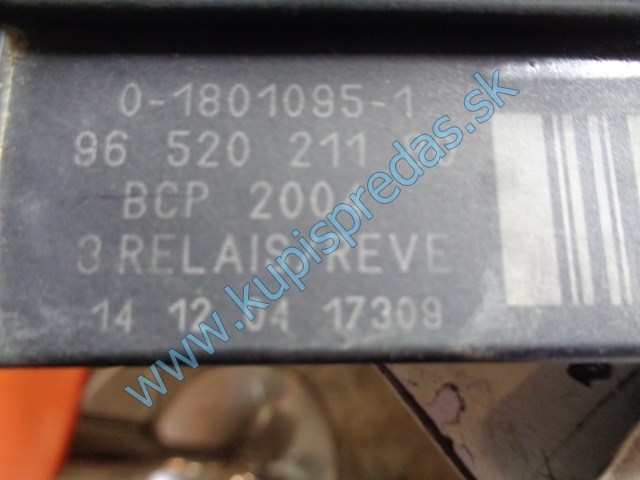 0-1801095-1
96 520 211
BCP 200
3 RELAIS REVE
14 12 04 17309
www.kupispredas.sk